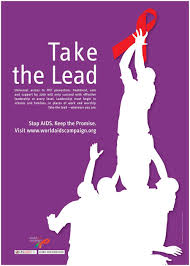 Take
the Lead
Universal access to HIV prevention, treatment, care
and support by 2010 will only succeed with effective
leadership at every level. Leadership must begin in
schools and families, in places of work and worship
Take the lead – wherever you are.
Stop AIDS. Keep the Promise.
Visit www.worldaidscampaign.org